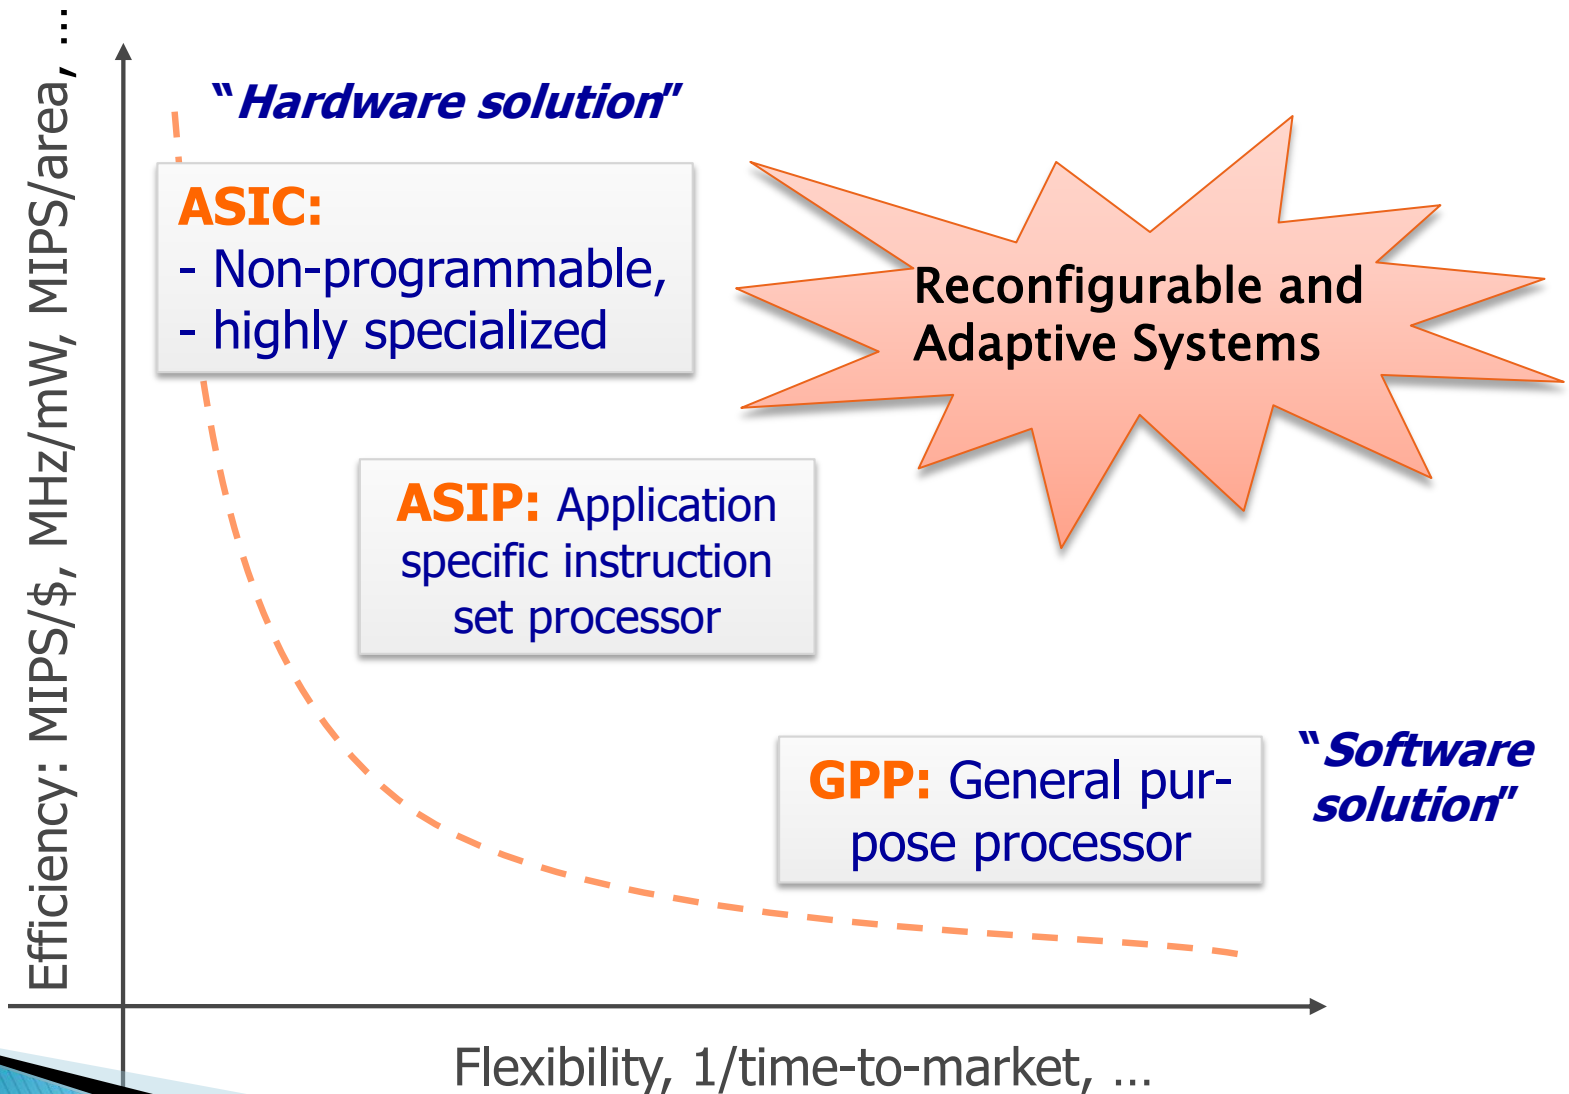 Efficiency: MIPS/$, MHz/mW, MIPS/area, ...
"Hardware solution"
ASIC:
- Non-programmable,
- highly specialized
Reconfigurable and
Adaptive Systems
ASIP: Application
specific instruction
set processor
GPP: General pur-
pose processor
"Software
solution"
Flexibility, 1/time-to-market, ...